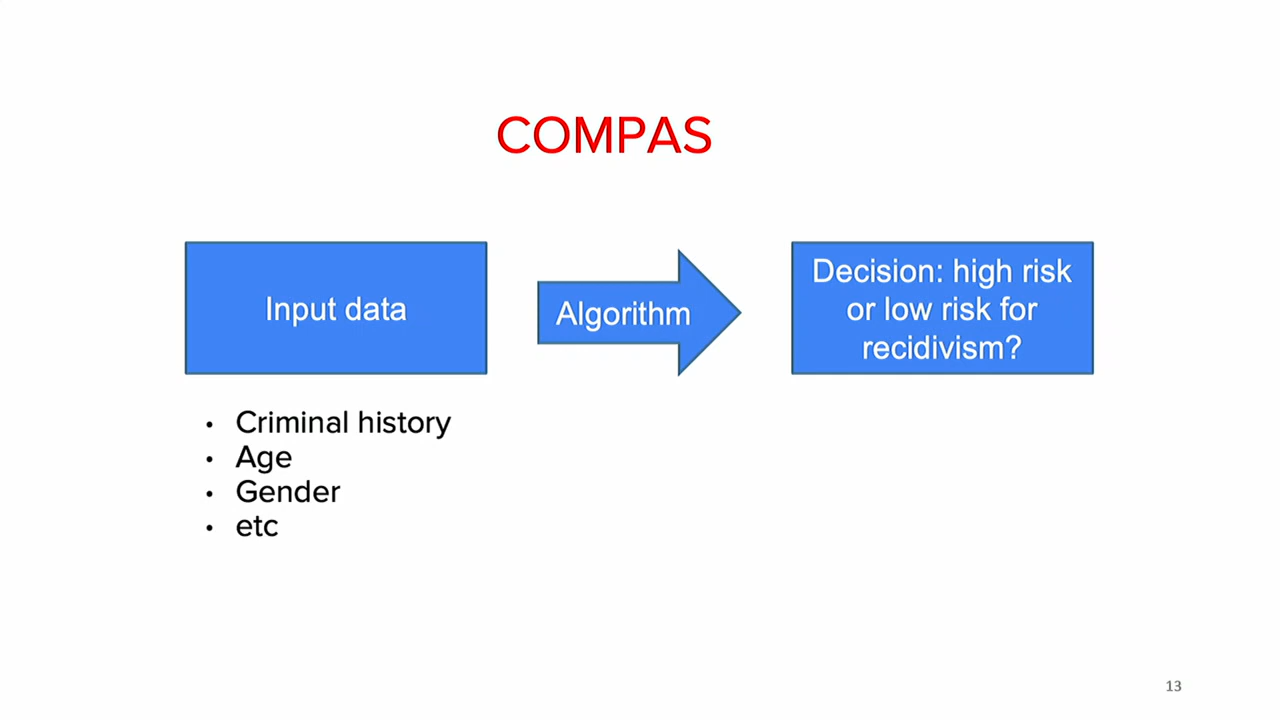 COMPAS
Input data
Algorithm
Decision: high risk
or low risk for
recidivism?
• Criminal history
• Age
• Gender
• etc
13